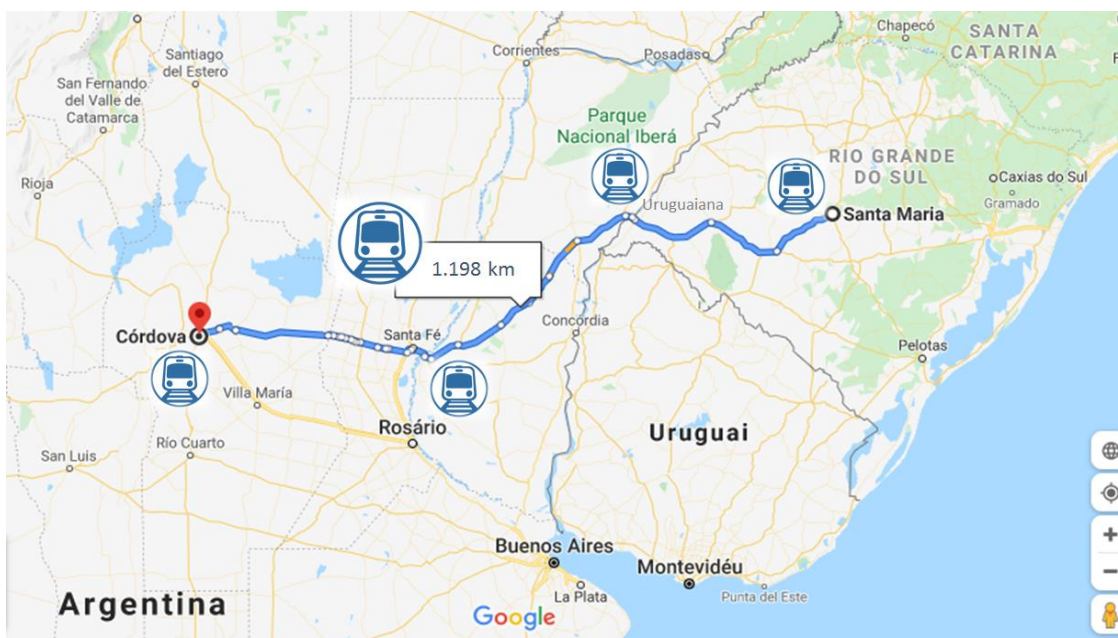 Chapecó
SANTA
CATARINA
Santiago
del Estero
Corrientes
Posadas
San Fernando
del Valle de
Catamarca
Parque
Nacional Iberá
RIO GRANDE
DO SUL
Rioja
Caxias do Sul
Gramado
Uruguaiana
Santa Maria
1.198 km
Concórdia
Santa Fé
Córdova
Pelotas
Villa María
Rosário
Uruguai
Río Cuarto
San Luis
Buenos Aires
Montevidéu
La Plata
Punta del Este
Argentina
Google